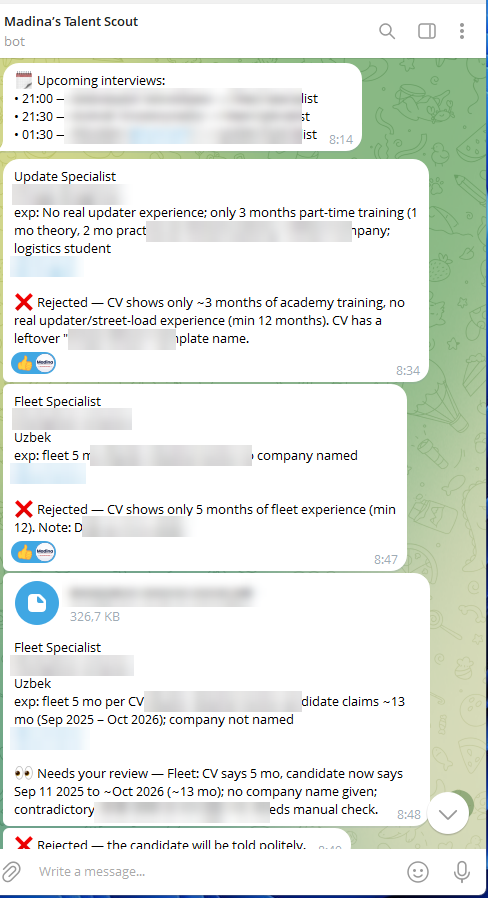 Madina’s Talent Scout
bot
🗓 Upcoming interviews:
• 21:00 –
list
• 21:30 –
st
• 01:30 –
ist
8:14
Update Specialist
exp: No real updater experience; only 3 months part-time training (1
mo theory, 2 mo pract
npany;
logistics student
❌ Rejected — CV shows only ~3 months of academy training, no
real updater/street-load experience (min 12 months). CV has a
leftover "
nplate name.
👍 Madina
8:34
Fleet Specialist
Uzbek
exp: fleet 5 m
company named
❌ Rejected — CV shows only 5 months of fleet experience (min
12). Note: D
👍 Madina
8:47
326,7 KB
Fleet Specialist
Uzbek
exp: fleet 5 mo per CV
didate claims ~13
mo (Sep 2025 – Oct 2026); company not named
👀 Needs your review — Fleet: CV says 5 mo, candidate now says
Sep 11 2025 to ~Oct 2026 (~13 mo); no company name given;
contradictory
eds manual check.
8:48
❌ Rejected — the candidate will be told politely.
Write a message...